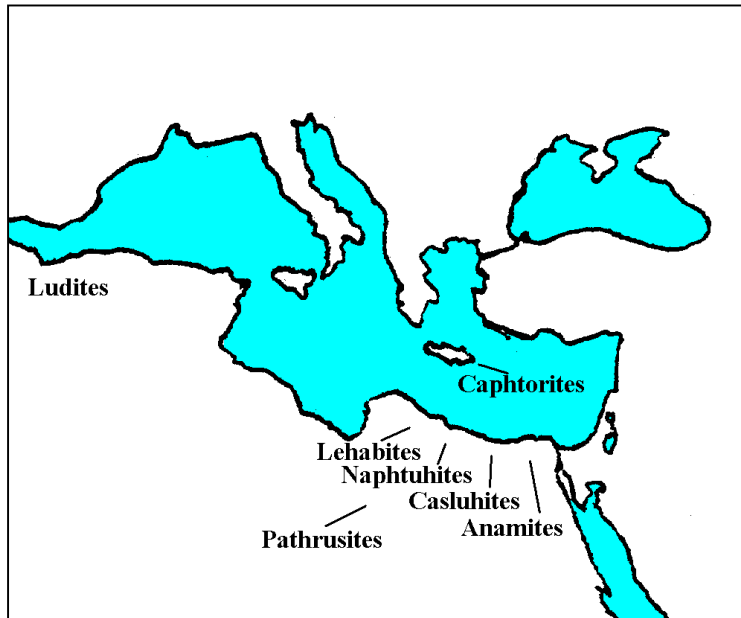 Ludites
Caphtorites
Lehabites
Naphtuhites
Casluhites
Anamites
Pathrusites